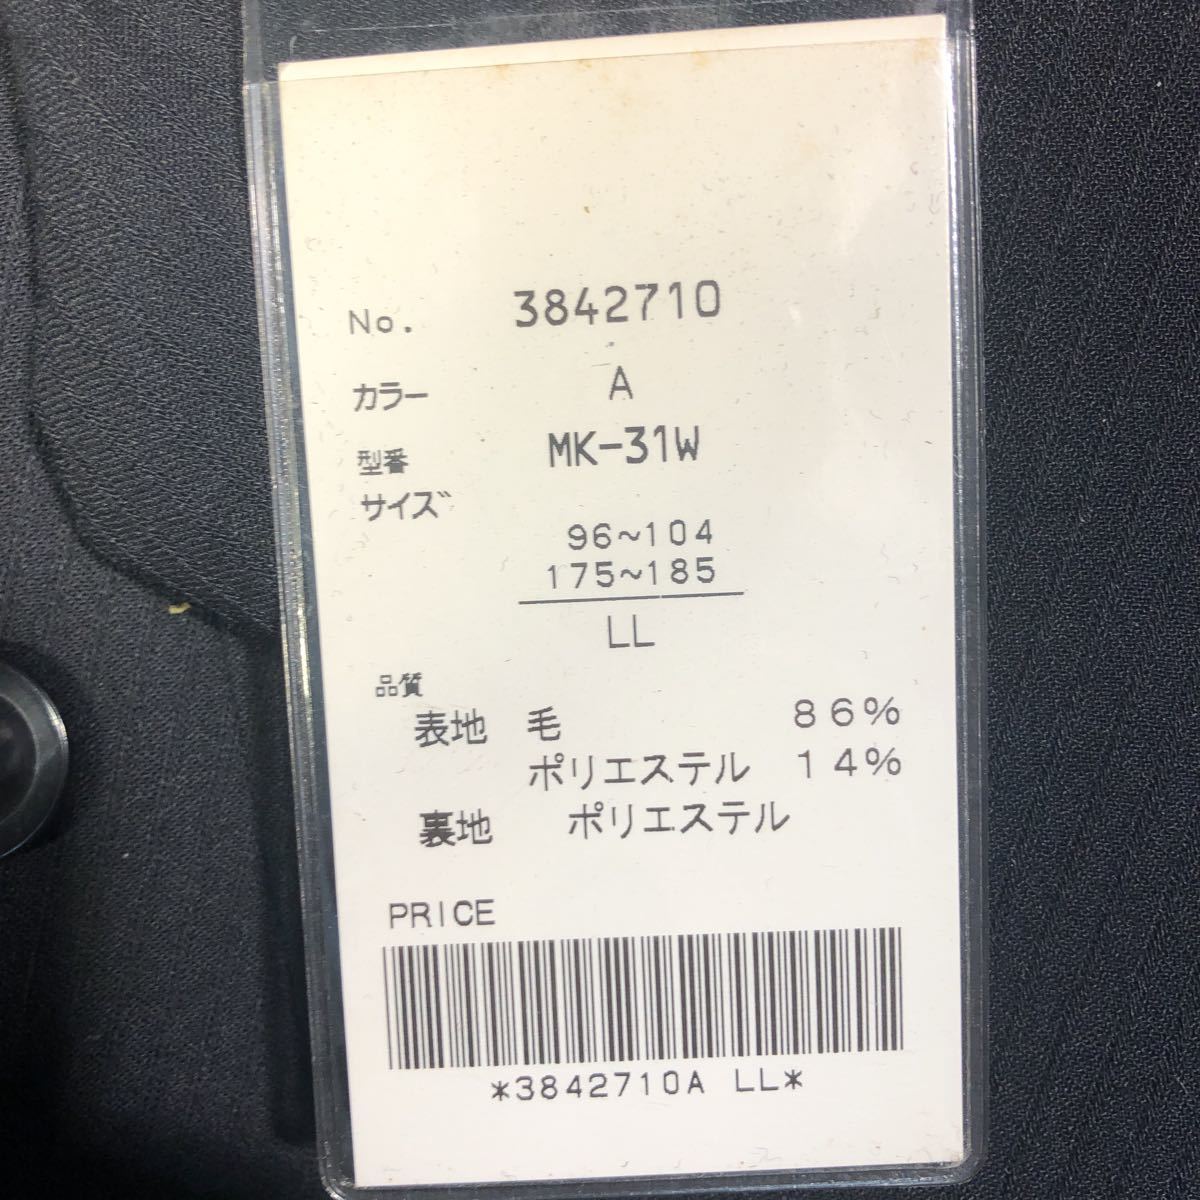 No. 3842710
カラー A
型番 MK-31W
サイズ
96~104
175~185
LL
品質
表地 毛 86%
ポリエステル 14%
裏地 ポリエステル
PRICE
*3842710A LL*